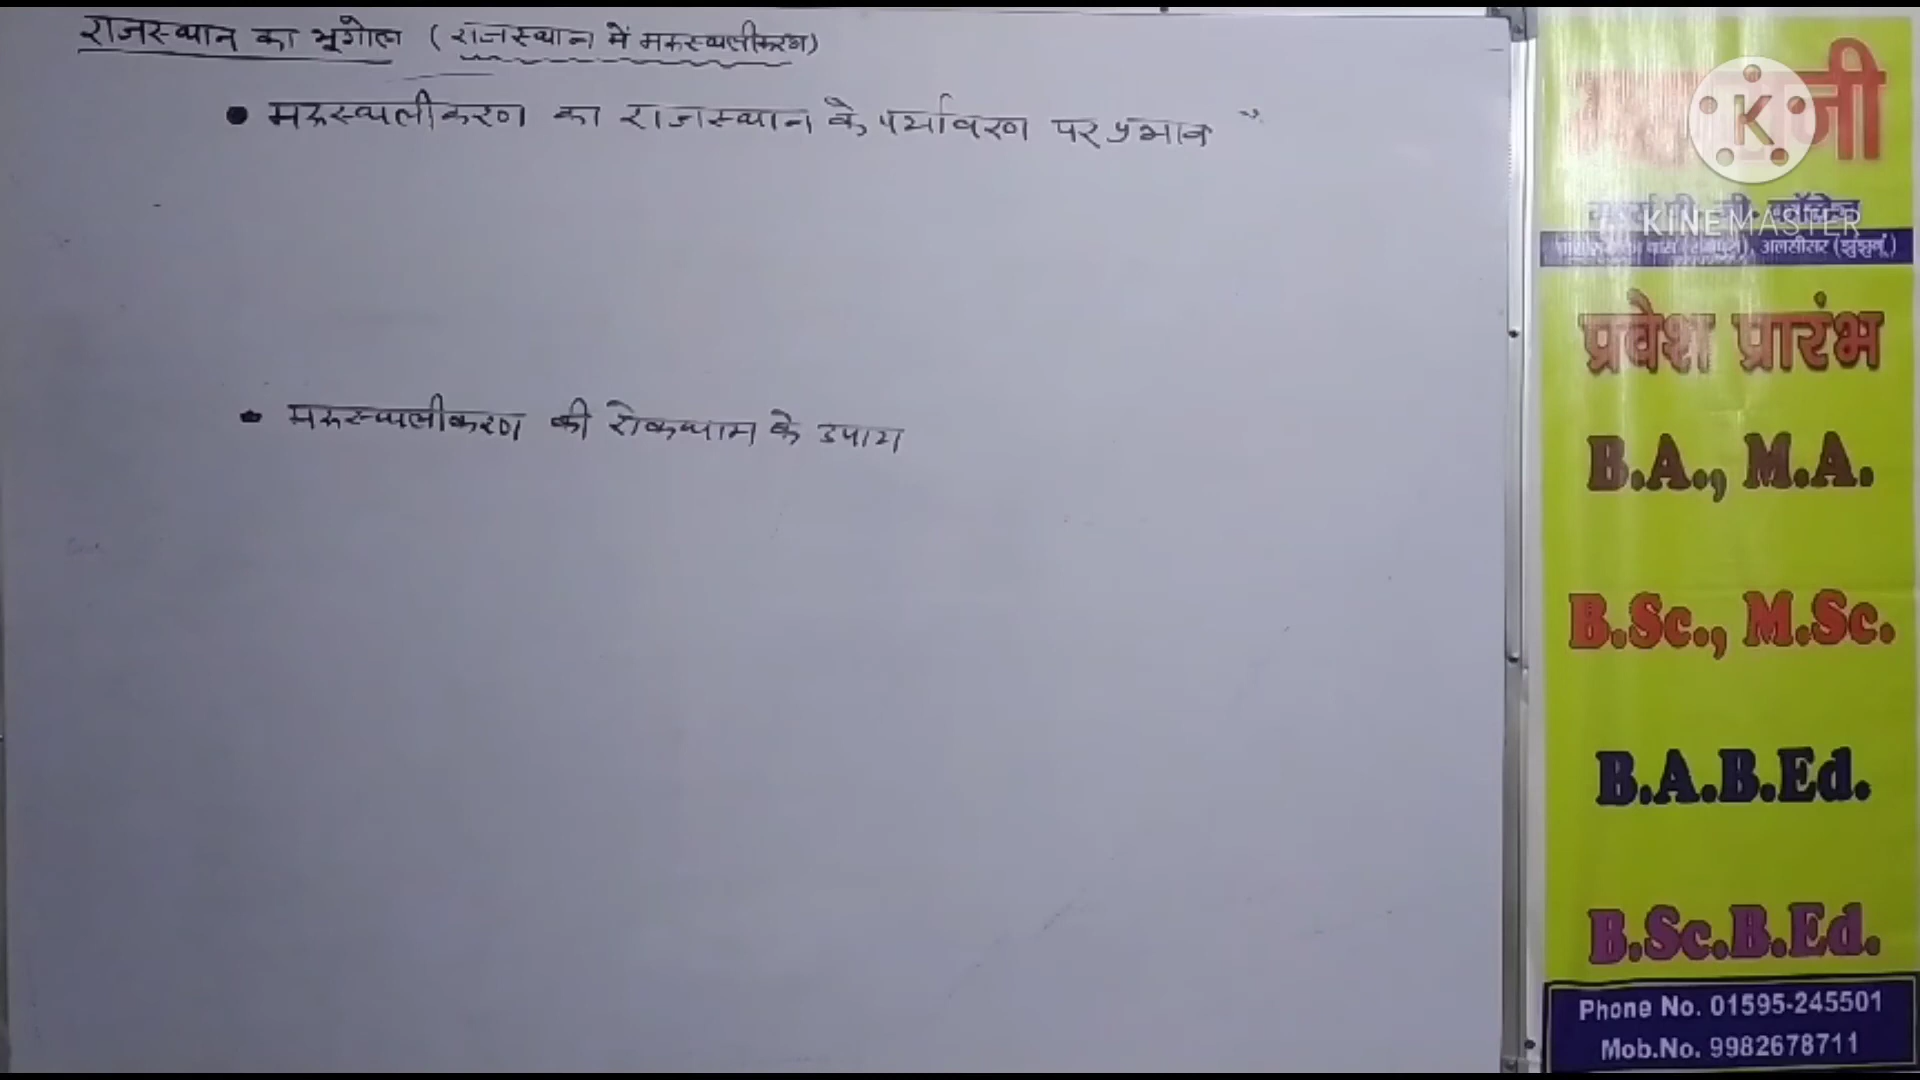 राजस्थान का भूगोल (राजस्थान में मरुस्थलीकरण)
• मरुस्थलीकरण का राजस्थान के पर्यावरण पर प्रभाव "
• मरुस्थलीकरण की रोकथाम के उपाय
जी
K
KINEMASTER
अलसीसर (झुंझुनूं)
प्रवेश प्रारंभ
B.A., M.A.
B.Sc., M.Sc.
B.A.B.Ed.
B.Sc.B.Ed.
Phone No. 01595-245501
Mob.No. 9982678711